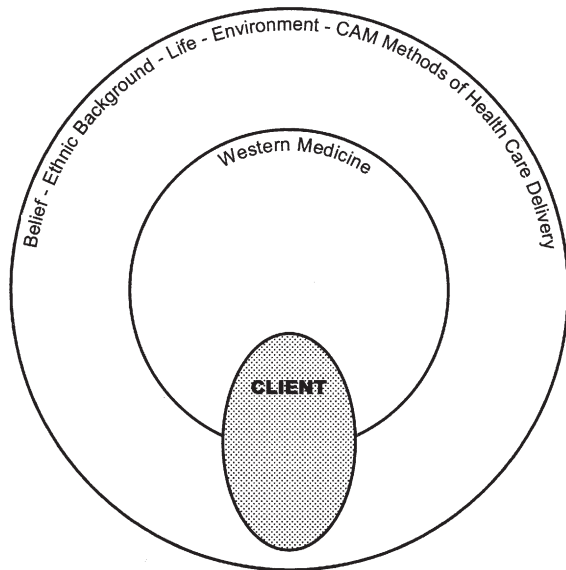 Belief - Ethnic Background - Life - Environment - CAM Methods of Health Care Delivery
Western Medicine
CLIENT